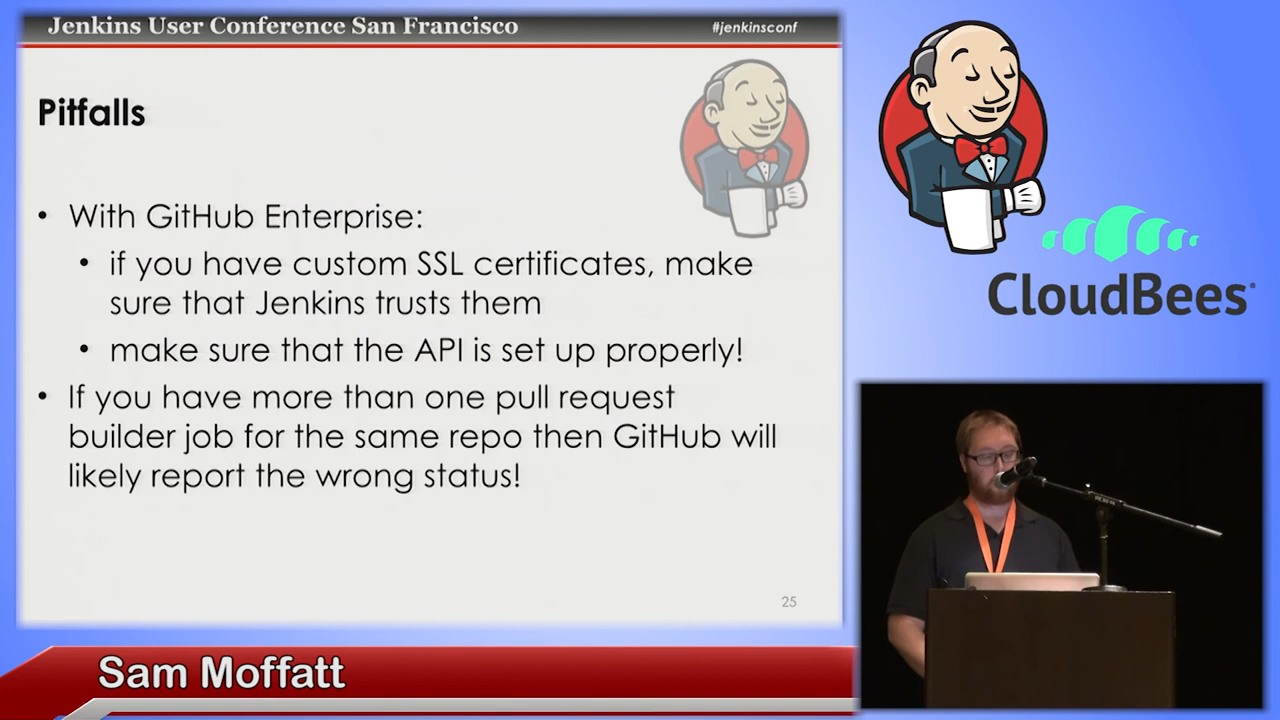 Jenkins User Conference San Francisco #jenkinsconf
Pitfalls
• With GitHub Enterprise:
• if you have custom SSL certificates, make
sure that Jenkins trusts them
• make sure that the API is set up properly!
• If you have more than one pull request
builder job for the same repo then GitHub will
likely report the wrong status!
25
CloudBees
Sam Moffatt